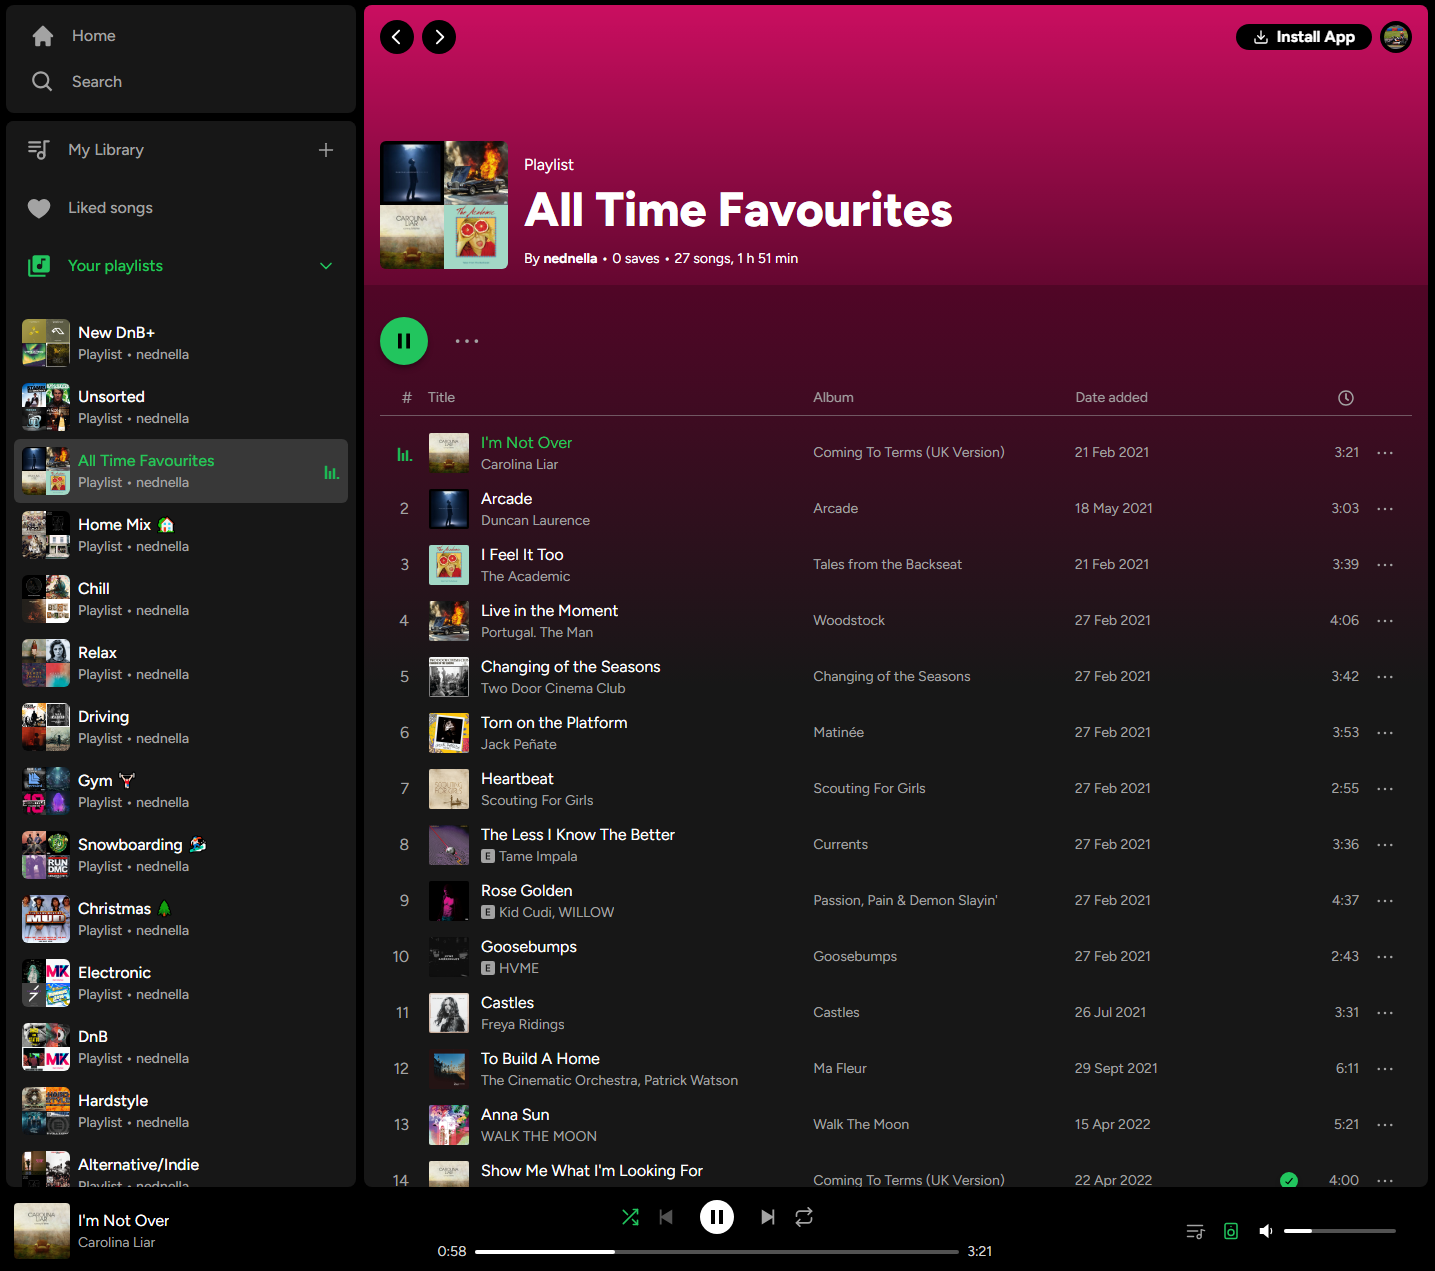 Home
Search
My Library
Liked songs
Your playlists
New DnB+
Playlist • nednella
Unsorted
Playlist • nednella
All Time Favourites
Playlist • nednella
Home Mix 🏠
Playlist • nednella
Chill
Playlist • nednella
Relax
Playlist • nednella
Driving
Playlist • nednella
Gym
Playlist • nednella
Snowboarding 🏂
Playlist • nednella
Christmas 🌲
Playlist • nednella
Electronic
Playlist • nednella
DnB
Playlist • nednella
Hardstyle
Playlist • nednella
Alternative/Indie
Playlist • nednella
Install App
Playlist
All Time Favourites
By nednella • 0 saves • 27 songs, 1 h 51 min
# Title Album Date added
I'm Not Over
Carolina Liar
Coming To Terms (UK Version) 21 Feb 2021 3:21
2 Arcade
Duncan Laurence
Arcade 18 May 2021 3:03
3 I Feel It Too
The Academic
Tales from the Backseat 21 Feb 2021 3:39
4 Live in the Moment
Portugal. The Man
Woodstock 27 Feb 2021 4:06
5 Changing of the Seasons
Two Door Cinema Club
Changing of the Seasons 27 Feb 2021 3:42
6 Torn on the Platform
Jack Peñate
Matinée 27 Feb 2021 3:53
7 Heartbeat
Scouting For Girls
Scouting For Girls 27 Feb 2021 2:55
8 The Less I Know The Better
E Tame Impala
Currents 27 Feb 2021 3:36
9 Rose Golden
E Kid Cudi, WILLOW
Passion, Pain & Demon Slayin' 27 Feb 2021 4:37
10 Goosebumps
E HVME
Goosebumps 27 Feb 2021 2:43
11 Castles
Freya Ridings
Castles 26 Jul 2021 3:31
12 To Build A Home
The Cinematic Orchestra, Patrick Watson
Ma Fleur 29 Sept 2021 6:11
13 Anna Sun
WALK THE MOON
Walk The Moon 15 Apr 2022 5:21
14 Show Me What I'm Looking For
Coming To Terms (UK Version) 22 Apr 2022 4:00
I'm Not Over
Carolina Liar
0:58 3:21